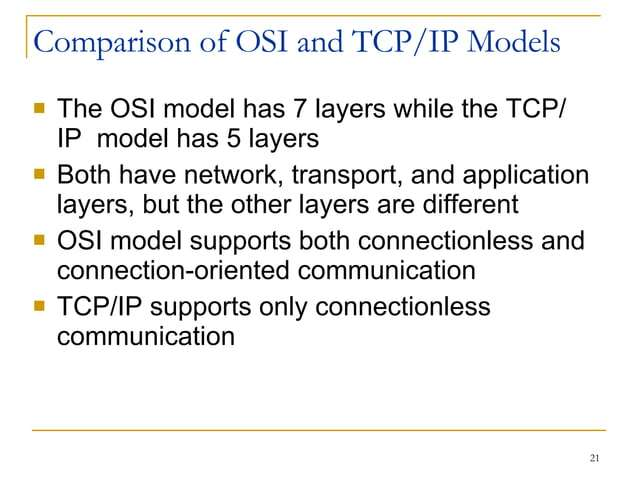 Comparison of OSI and TCP/IP Models
The OSI model has 7 layers while the TCP/
IP  model has 5 layers
Both have network, transport, and application
layers, but the other layers are different
OSI model supports both connectionless and
connection-oriented communication
TCP/IP supports only connectionless
communication
21